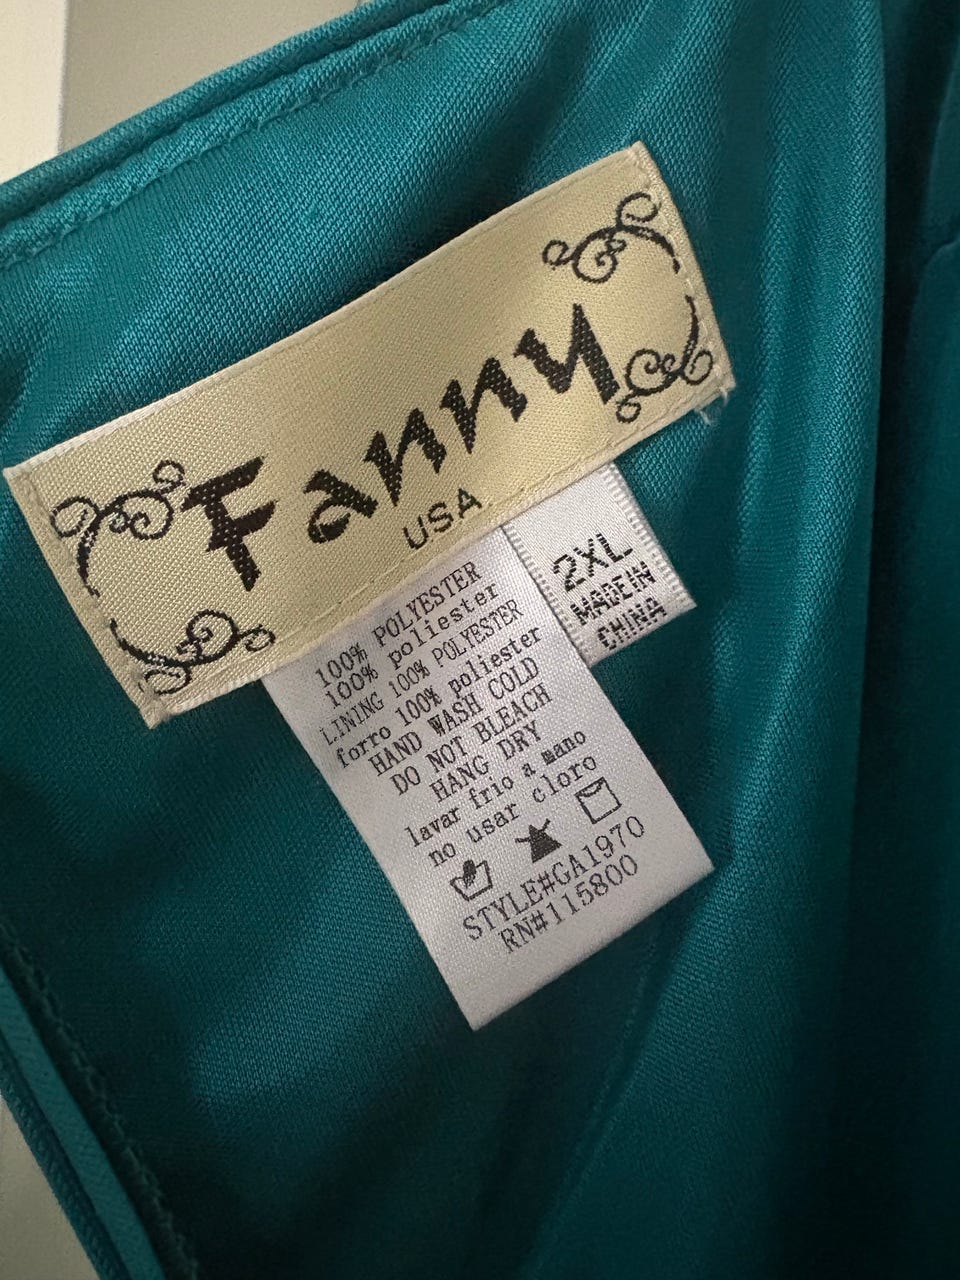 Fanny
USA
2XL
MADE IN
CHINA
100% POLYESTER
100% poliester
LINING 100% POLYESTER
forro 100% poliester
HAND WASH COLD
DO NOT BLEACH
HANG DRY
lavar frio a mano
no usar cloro
STYLE#GA1970
RN#115800